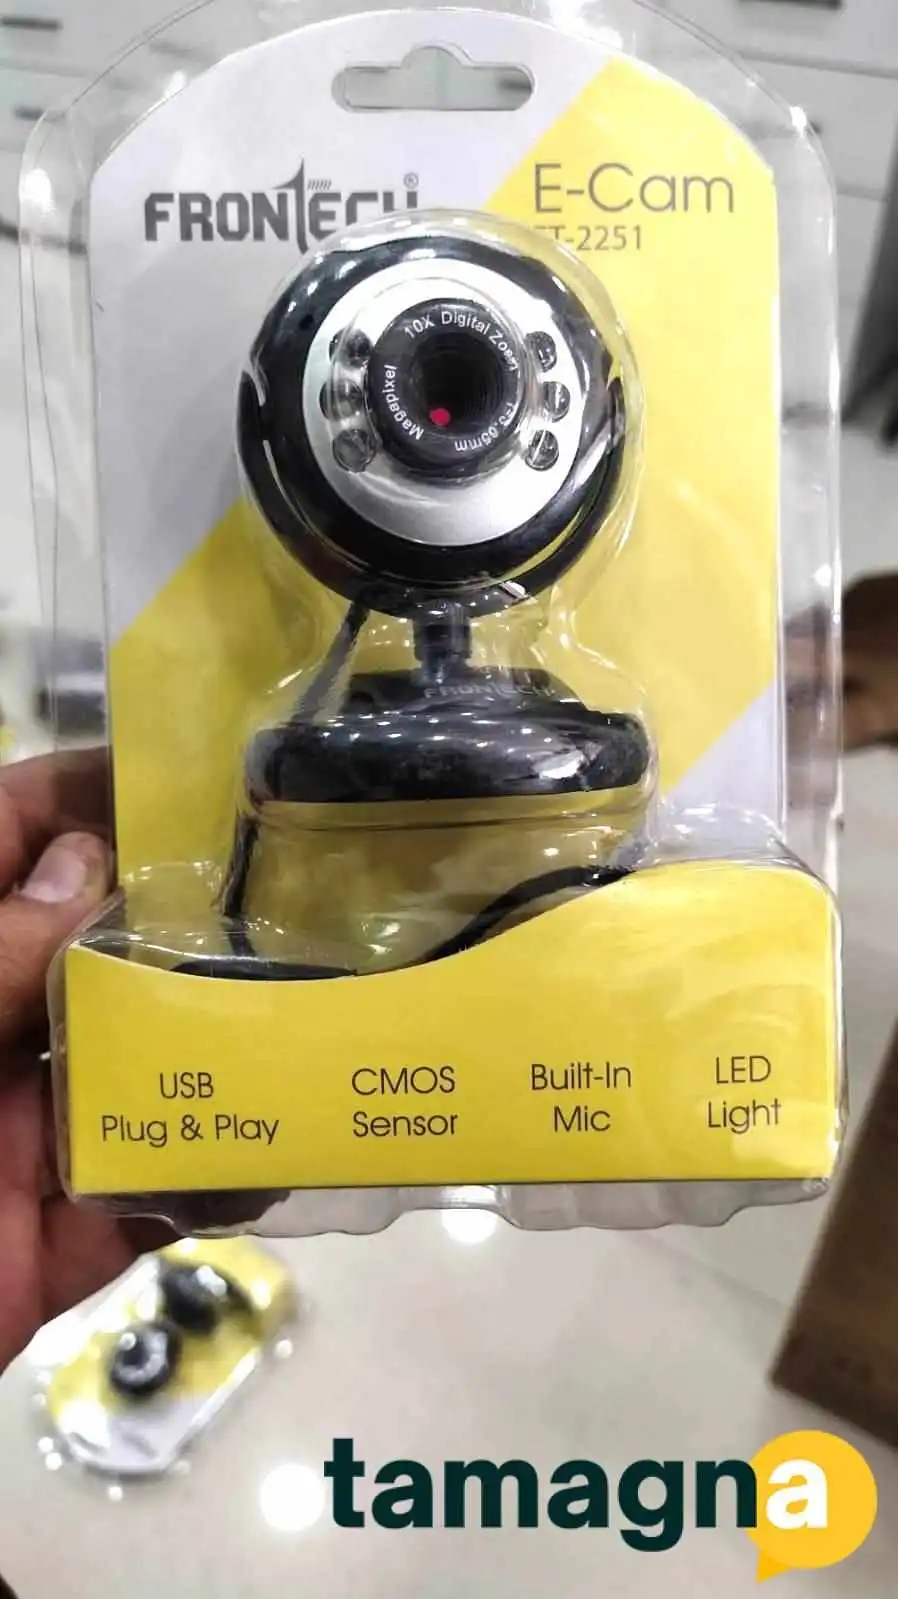 FRONTECH®
E-Cam
FT-2251
10X Digital Zoom
f=3.85mm
Magapixel
FRONTECH
USB
Plug & Play
CMOS
Sensor
Built-In
Mic
LED
Light
tamagna